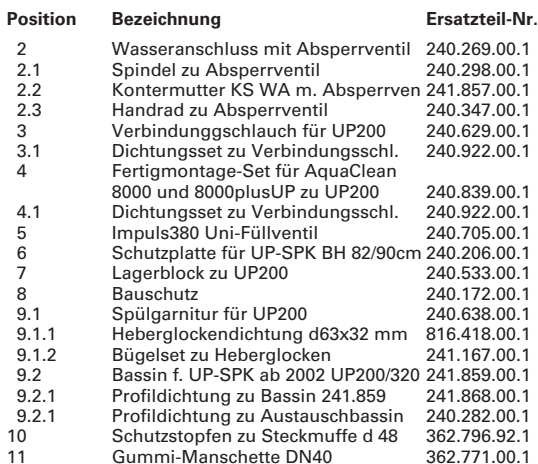 Position Bezeichnung Ersatzteil-Nr.
2 Wasseranschluss mit Absperrventil 240.269.00.1
2.1 Spindel zu Absperrventil 240.298.00.1
2.2 Kontermutter KS WA m. Absperrven 241.857.00.1
2.3 Handrad zu Absperrventil 240.347.00.1
3 Verbindunggschlauch für UP200 240.629.00.1
3.1 Dichtungsset zu Verbindungsschl. 240.922.00.1
4 Fertigmontage-Set für AquaClean
8000 und 8000plusUP zu UP200 240.839.00.1
4.1 Dichtungsset zu Verbindungsschl. 240.922.00.1
5 Impuls380 Uni-Füllventil 240.705.00.1
6 Schutzplatte für UP-SPK BH 82/90cm 240.206.00.1
7 Lagerblock zu UP200 240.533.00.1
8 Bauschutz 240.172.00.1
9.1 Spülgarnitur für UP200 240.638.00.1
9.1.1 Heberglockendichtung d63x32 mm 816.418.00.1
9.1.2 Bügelset zu Heberglocken 241.167.00.1
9.2 Bassin f. UP-SPK ab 2002 UP200/320 241.859.00.1
9.2.1 Profildichtung zu Bassin 241.859 241.868.00.1
9.2.1 Profildichtung zu Austauschbassin 240.282.00.1
10 Schutzstopfen zu Steckmuffe d 48 362.796.92.1
11 Gummi-Manschette DN40 362.771.00.1